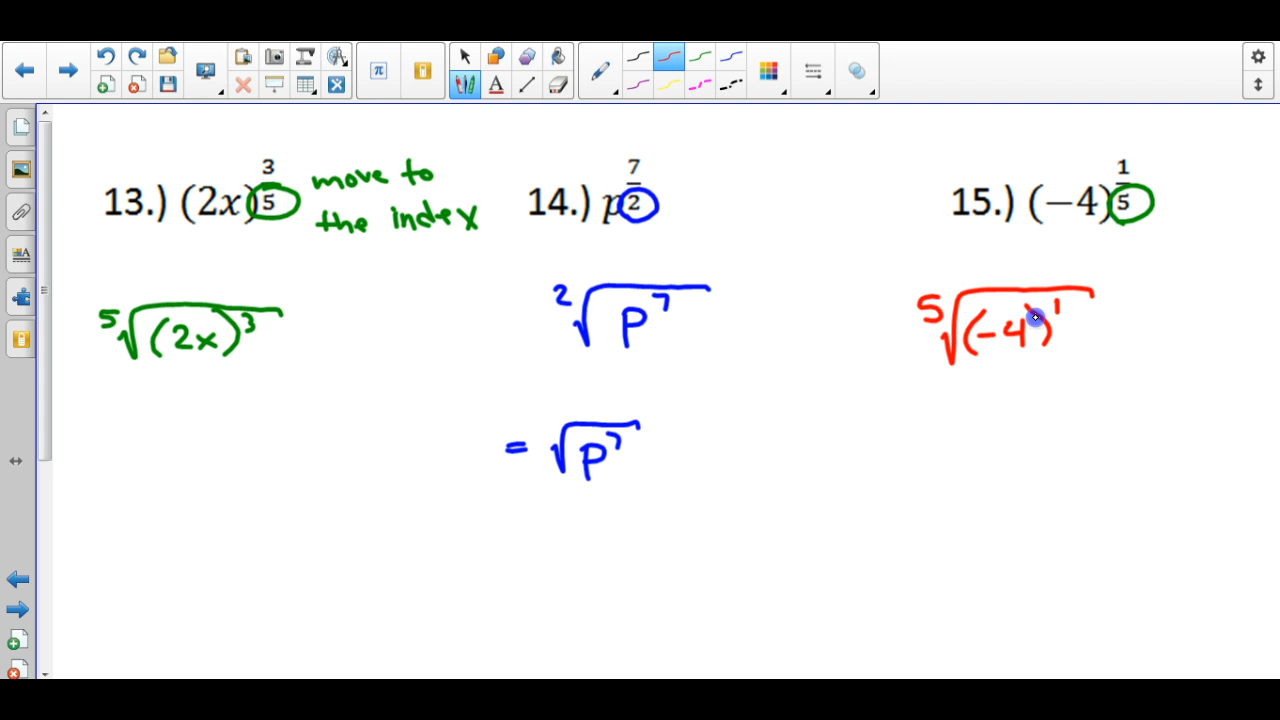 13.) (2x)^(3/5) move to
the index
14.) p^(7/2)
15.) (−4)^(1/5)
⁵√(2x)³
²√p⁷
⁵√(-4)¹
= √p⁷